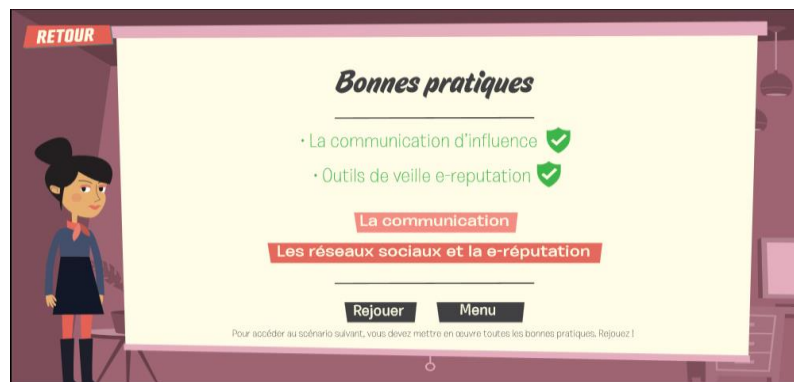 RETOUR
Bonnes pratiques
· La communication d'influence
· Outils de veille e-reputation
La communication
Les réseaux sociaux et la e-réputation
Rejouer Menu
Pour accéder au scénario suivant, vous devez mettre en œuvre toutes les bonnes pratiques. Rejouez !